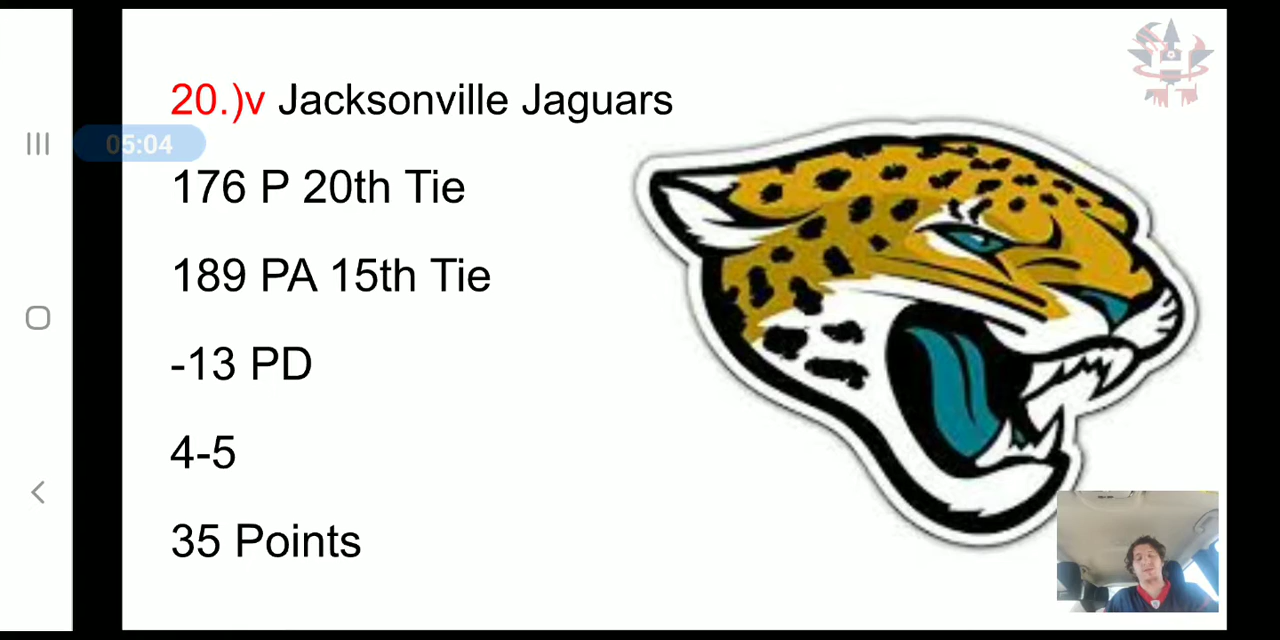 20.)v Jacksonville Jaguars
05:04
176 P 20th Tie
189 PA 15th Tie
-13 PD
4-5
35 Points